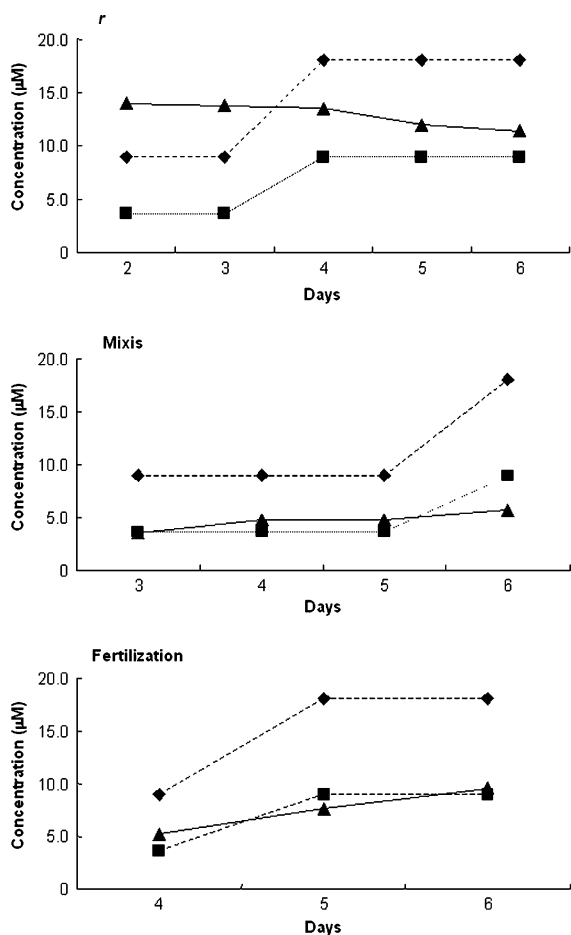 r
Concentration (µM)
20.0
15.0
10.0
5.0
0
2 3 4 5 6
Days
Mixis
Concentration (µM)
20.0
15.0
10.0
5.0
0
3 4 5 6
Days
Fertilization
Concentration (µM)
20.0
15.0
10.0
5.0
0
4 5 6
Days